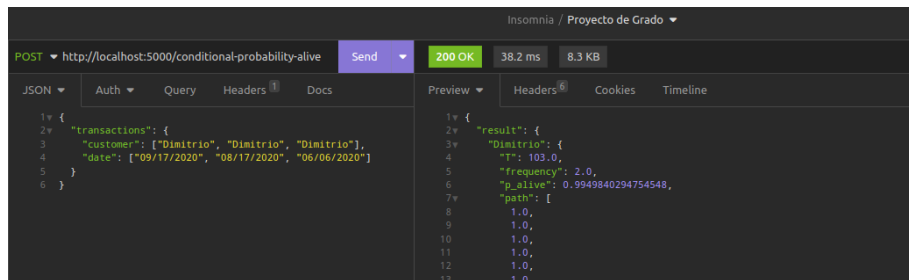 Insomnia / Proyecto de Grado
POST http://localhost:5000/conditional-probability-alive Send
200 OK 38.2 ms 8.3 KB
JSON Auth Query Headers 1 Docs
Preview Headers 6 Cookies Timeline
1 {
2 "transactions": {
3 "customer": ["Dimitrio", "Dimitrio", "Dimitrio"],
4 "date": ["09/17/2020", "08/17/2020", "06/06/2020"]
5 }
6 }
1 {
2 "result": {
3 "Dimitrio": {
4 "T": 103.0,
5 "frequency": 2.0,
6 "p_alive": 0.9949840294754548,
7 "path": [
8 1.0,
9 1.0,
10 1.0,
11 1.0,
12 1.0,
13 1.0,